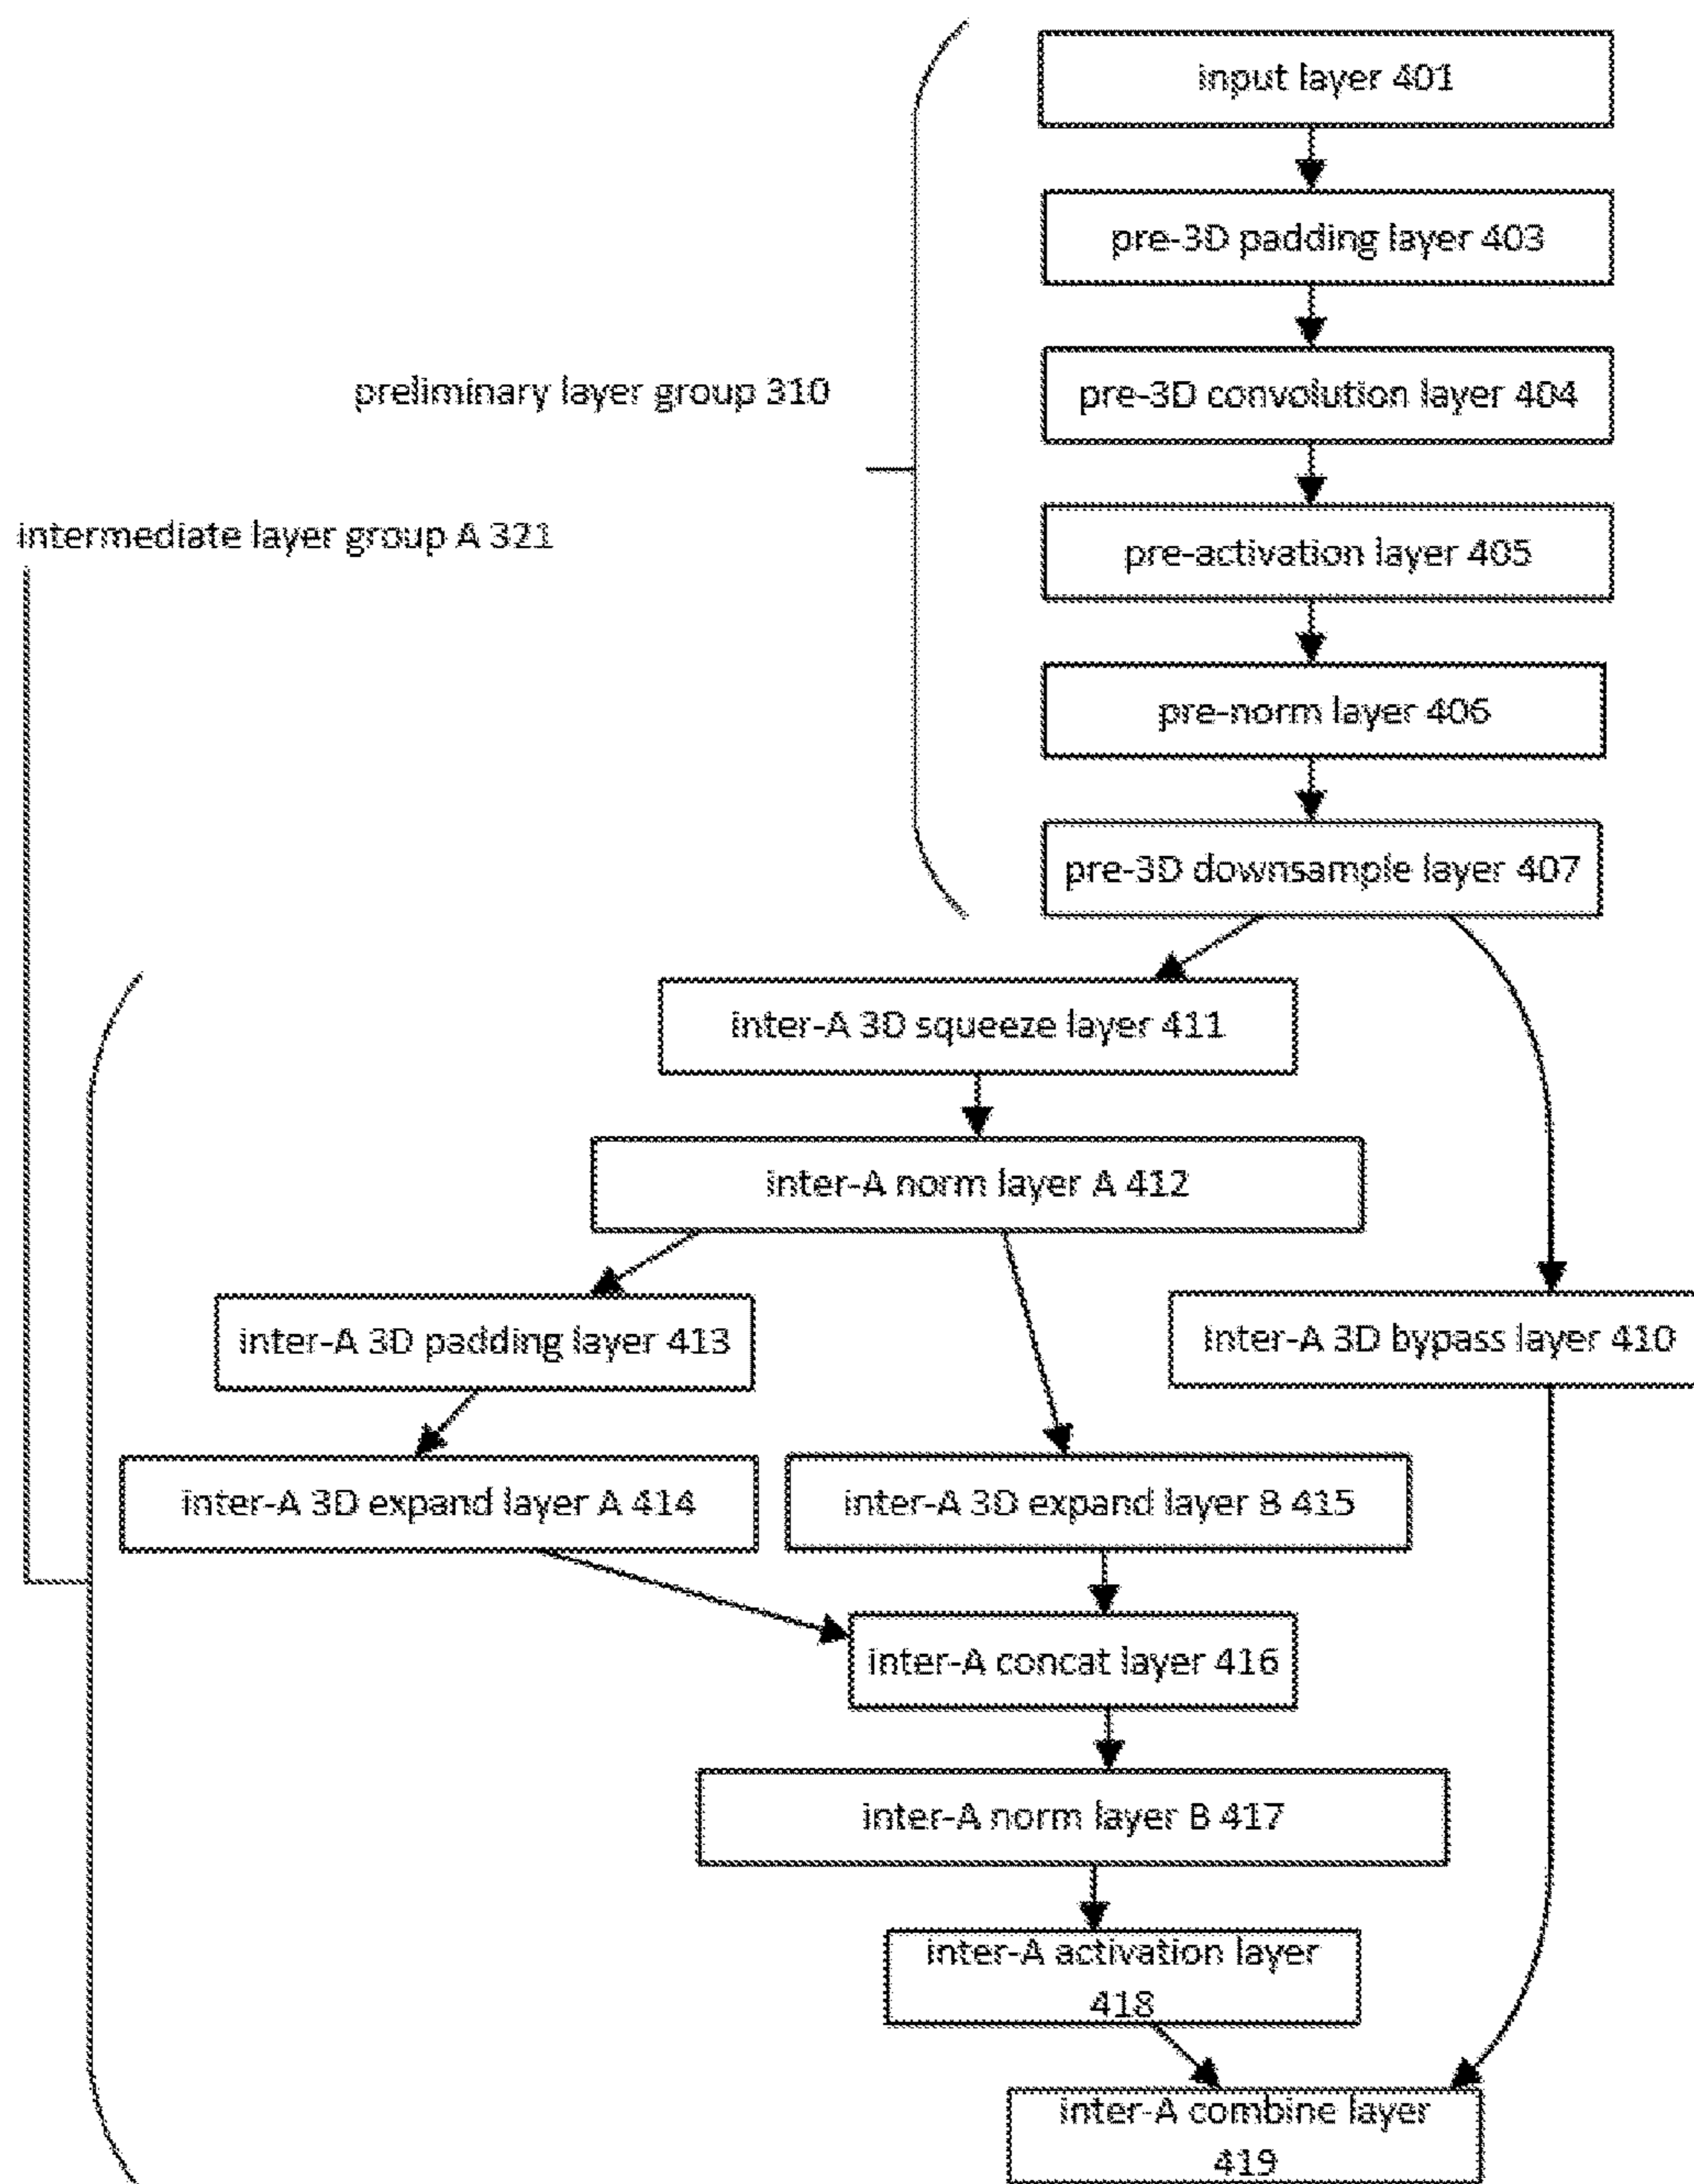 input layer 401
pre-3D padding layer 403
preliminary layer group 310
pre-3D convolution layer 404
intermediate layer group A 321
pre-activation layer 405
pre-norm layer 406
pre-3D downsample layer 407
inter-A 3D squeeze layer 411
inter-A norm layer A 412
inter-A 3D padding layer 413
inter-A 3D bypass layer 410
inter-A 3D expand layer A 414
inter-A 3D expand layer B 415
inter-A concat layer 416
inter-A norm layer B 417
inter-A activation layer
418
inter-A combine layer
419